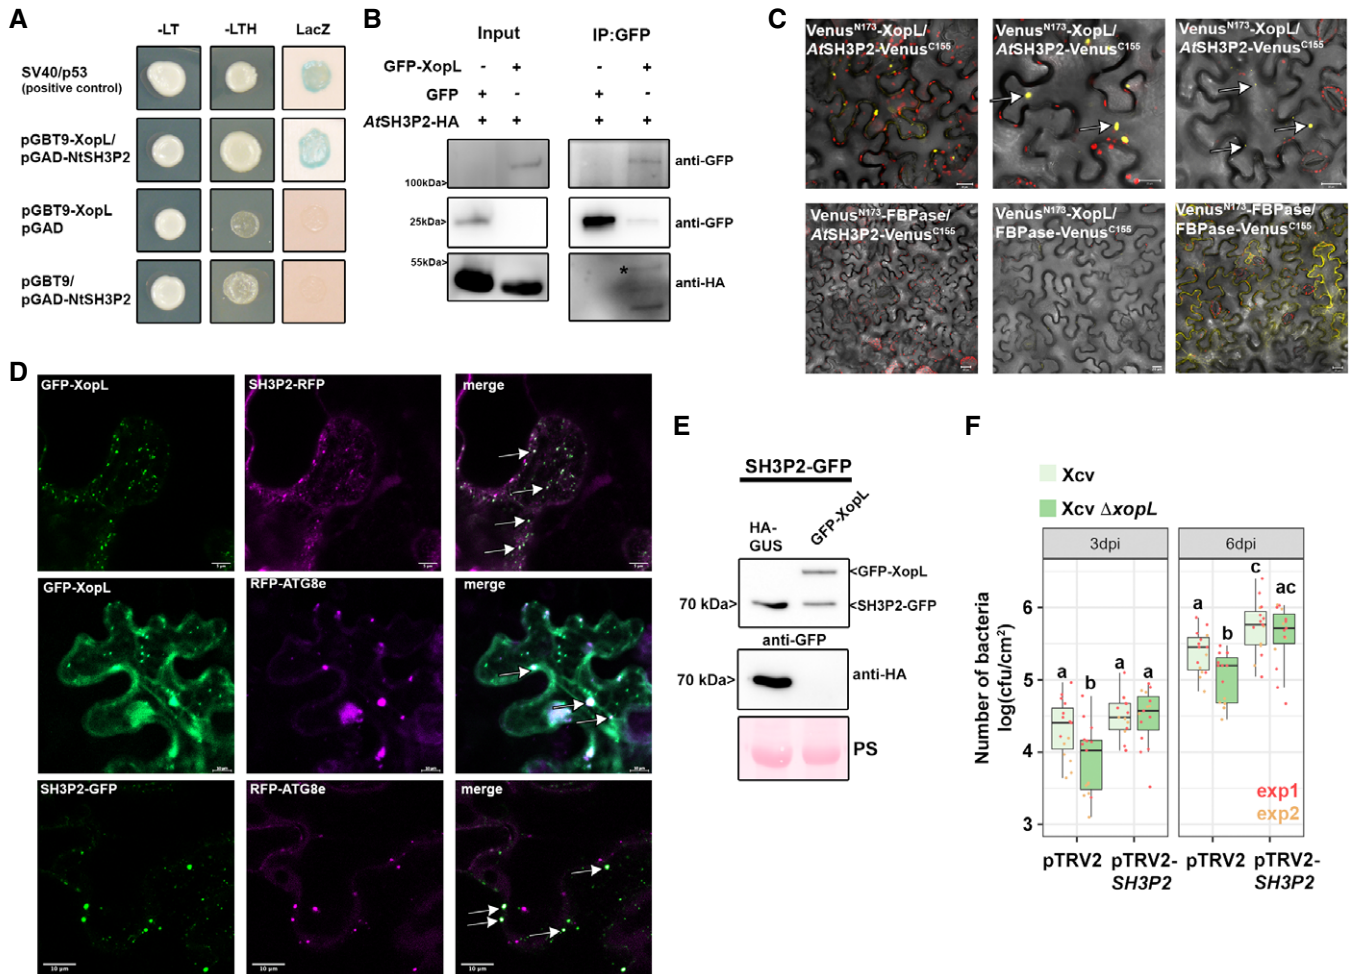 A
-LT -LTH LacZ
SV40/p53
(positive control)
pGBT9-XopL/
pGAD-NtSH3P2
pGBT9-XopL
pGAD
pGBT9/
pGAD-NtSH3P2
B
Input IP:GFP
GFP-XopL - + - +
GFP + - + -
AtSH3P2-HA + + + +
100kDa> anti-GFP
25kDa> anti-GFP
55kDa> * anti-HA
C
VenusN173-XopL/
AtSH3P2-VenusC155
VenusN173-XopL/
AtSH3P2-VenusC155
VenusN173-XopL/
AtSH3P2-VenusC155
VenusN173-FBPase/
AtSH3P2-VenusC155
VenusN173-XopL/
FBPase-VenusC155
VenusN173-FBPase/
FBPase-VenusC155
D
GFP-XopL SH3P2-RFP merge
GFP-XopL RFP-ATG8e merge
SH3P2-GFP RFP-ATG8e merge
10 µm 10 µm 10 µm
E
SH3P2-GFP
HA-
GUS
GFP-XopL
<GFP-XopL
70 kDa> <SH3P2-GFP
anti-GFP
70 kDa> anti-HA
PS
F
Xcv
Xcv ΔxopL
3dpi 6dpi
Number of bacteria
log(cfu/cm2)
6
5
4
3
a b a a
a b c ac
exp1
exp2
pTRV2 pTRV2-
SH3P2
pTRV2 pTRV2-
SH3P2